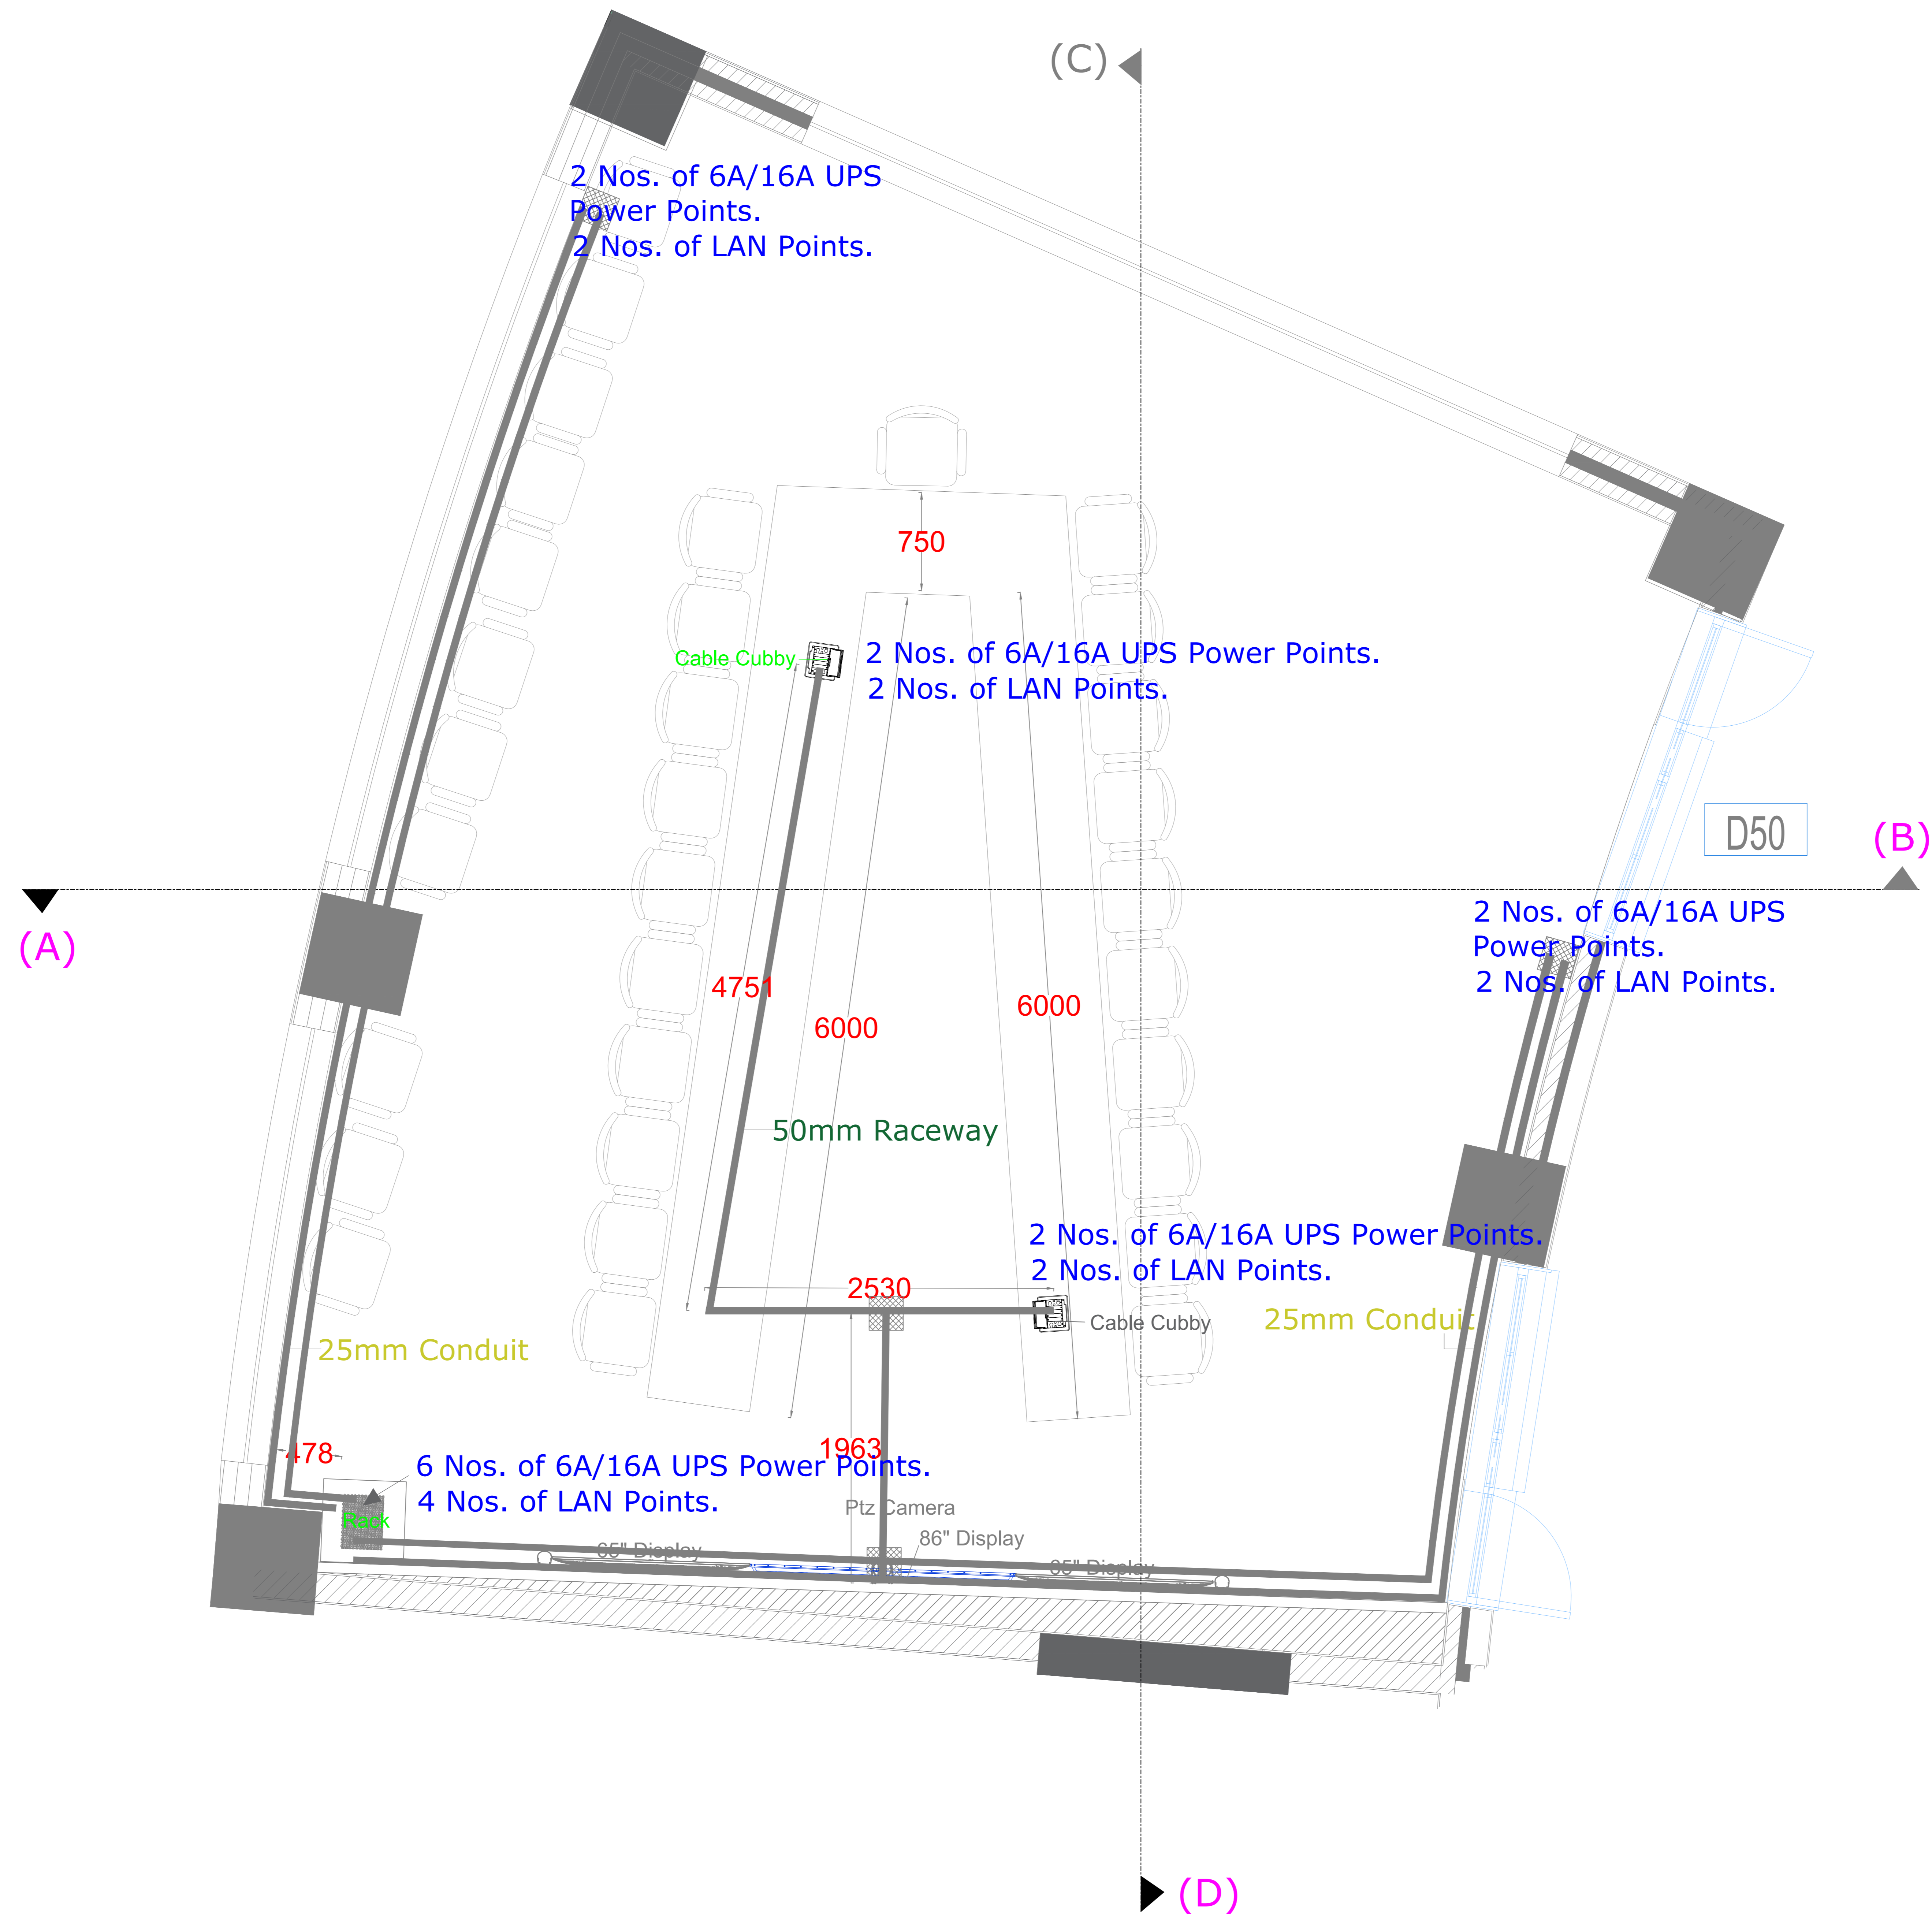 (C)
2 Nos. of 6A/16A UPS
Power Points.
2 Nos. of LAN Points.
750
Cable Cubby
2 Nos. of 6A/16A UPS Power Points.
2 Nos. of LAN Points.
D50
(B)
(A)
2 Nos. of 6A/16A UPS
Power Points.
2 Nos. of LAN Points.
4751
6000
6000
50mm Raceway
2 Nos. of 6A/16A UPS Power Points.
2 Nos. of LAN Points.
2530
Cable Cubby
25mm Conduit
25mm Conduit
478
1963
6 Nos. of 6A/16A UPS Power Points.
4 Nos. of LAN Points.
Ptz Camera
Rack
86" Display
65" Display
65" Display
(D)